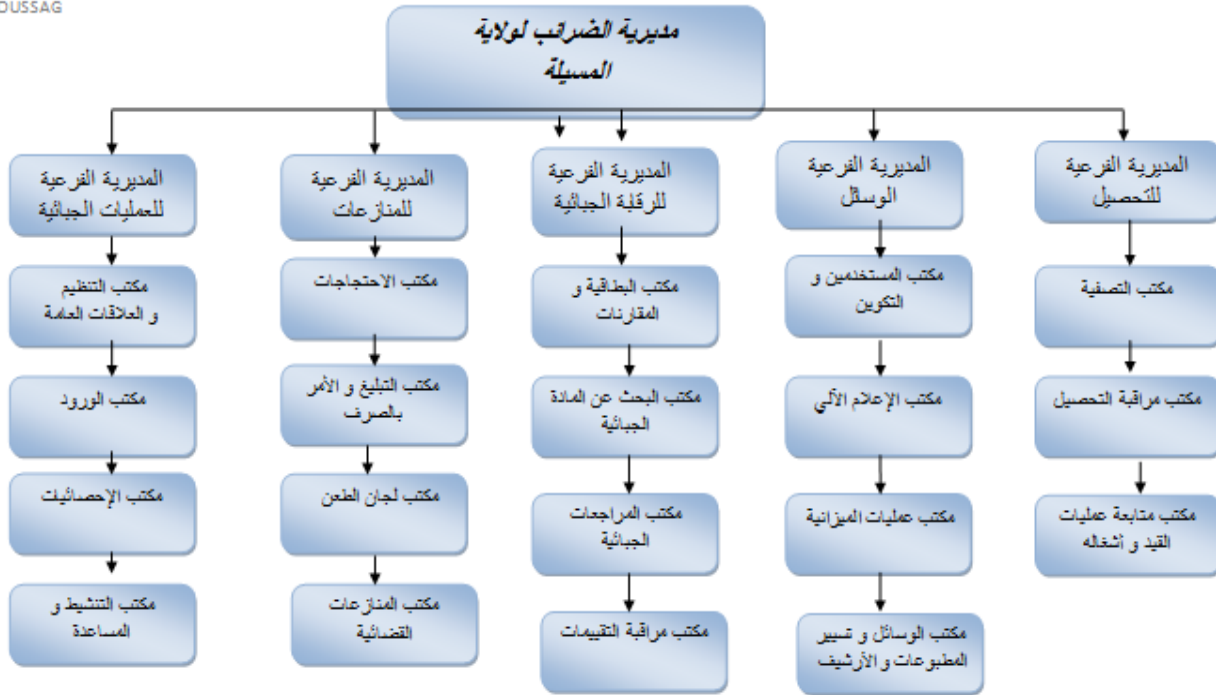 OUSSAG
مديرية الضرائب لولاية
المسيلة
المديرية الفرعية
للتحصيل
المديرية الفرعية
الوسائل
المديرية الفرعية
للرقابة الجبائية
المديرية الفرعية
للمنازعات
المديرية الفرعية
للعمليات الجبائية
مكتب التصفية
مكتب المستخدمين و
التكوين
مكتب البطاقية و
المقارنات
مكتب الاحتجاجات
مكتب التنظيم
و العلاقات العامة
مكتب مراقبة التحصيل
مكتب الإعلام الآلي
مكتب البحث عن المادة
الجبائية
مكتب التبليغ و الأمر
بالصرف
مكتب الورود
مكتب متابعة عمليات
القيد و أشغاله
مكتب عمليات الميزانية
مكتب المراجعات
الجبائية
مكتب لجان الطعن
مكتب الإحصائيات
مكتب الوسائل و تسيير
المطبوعات و الأرشيف
مكتب مراقبة التقييمات
مكتب المنازعات
القضائية
مكتب التنشيط و
المساعدة